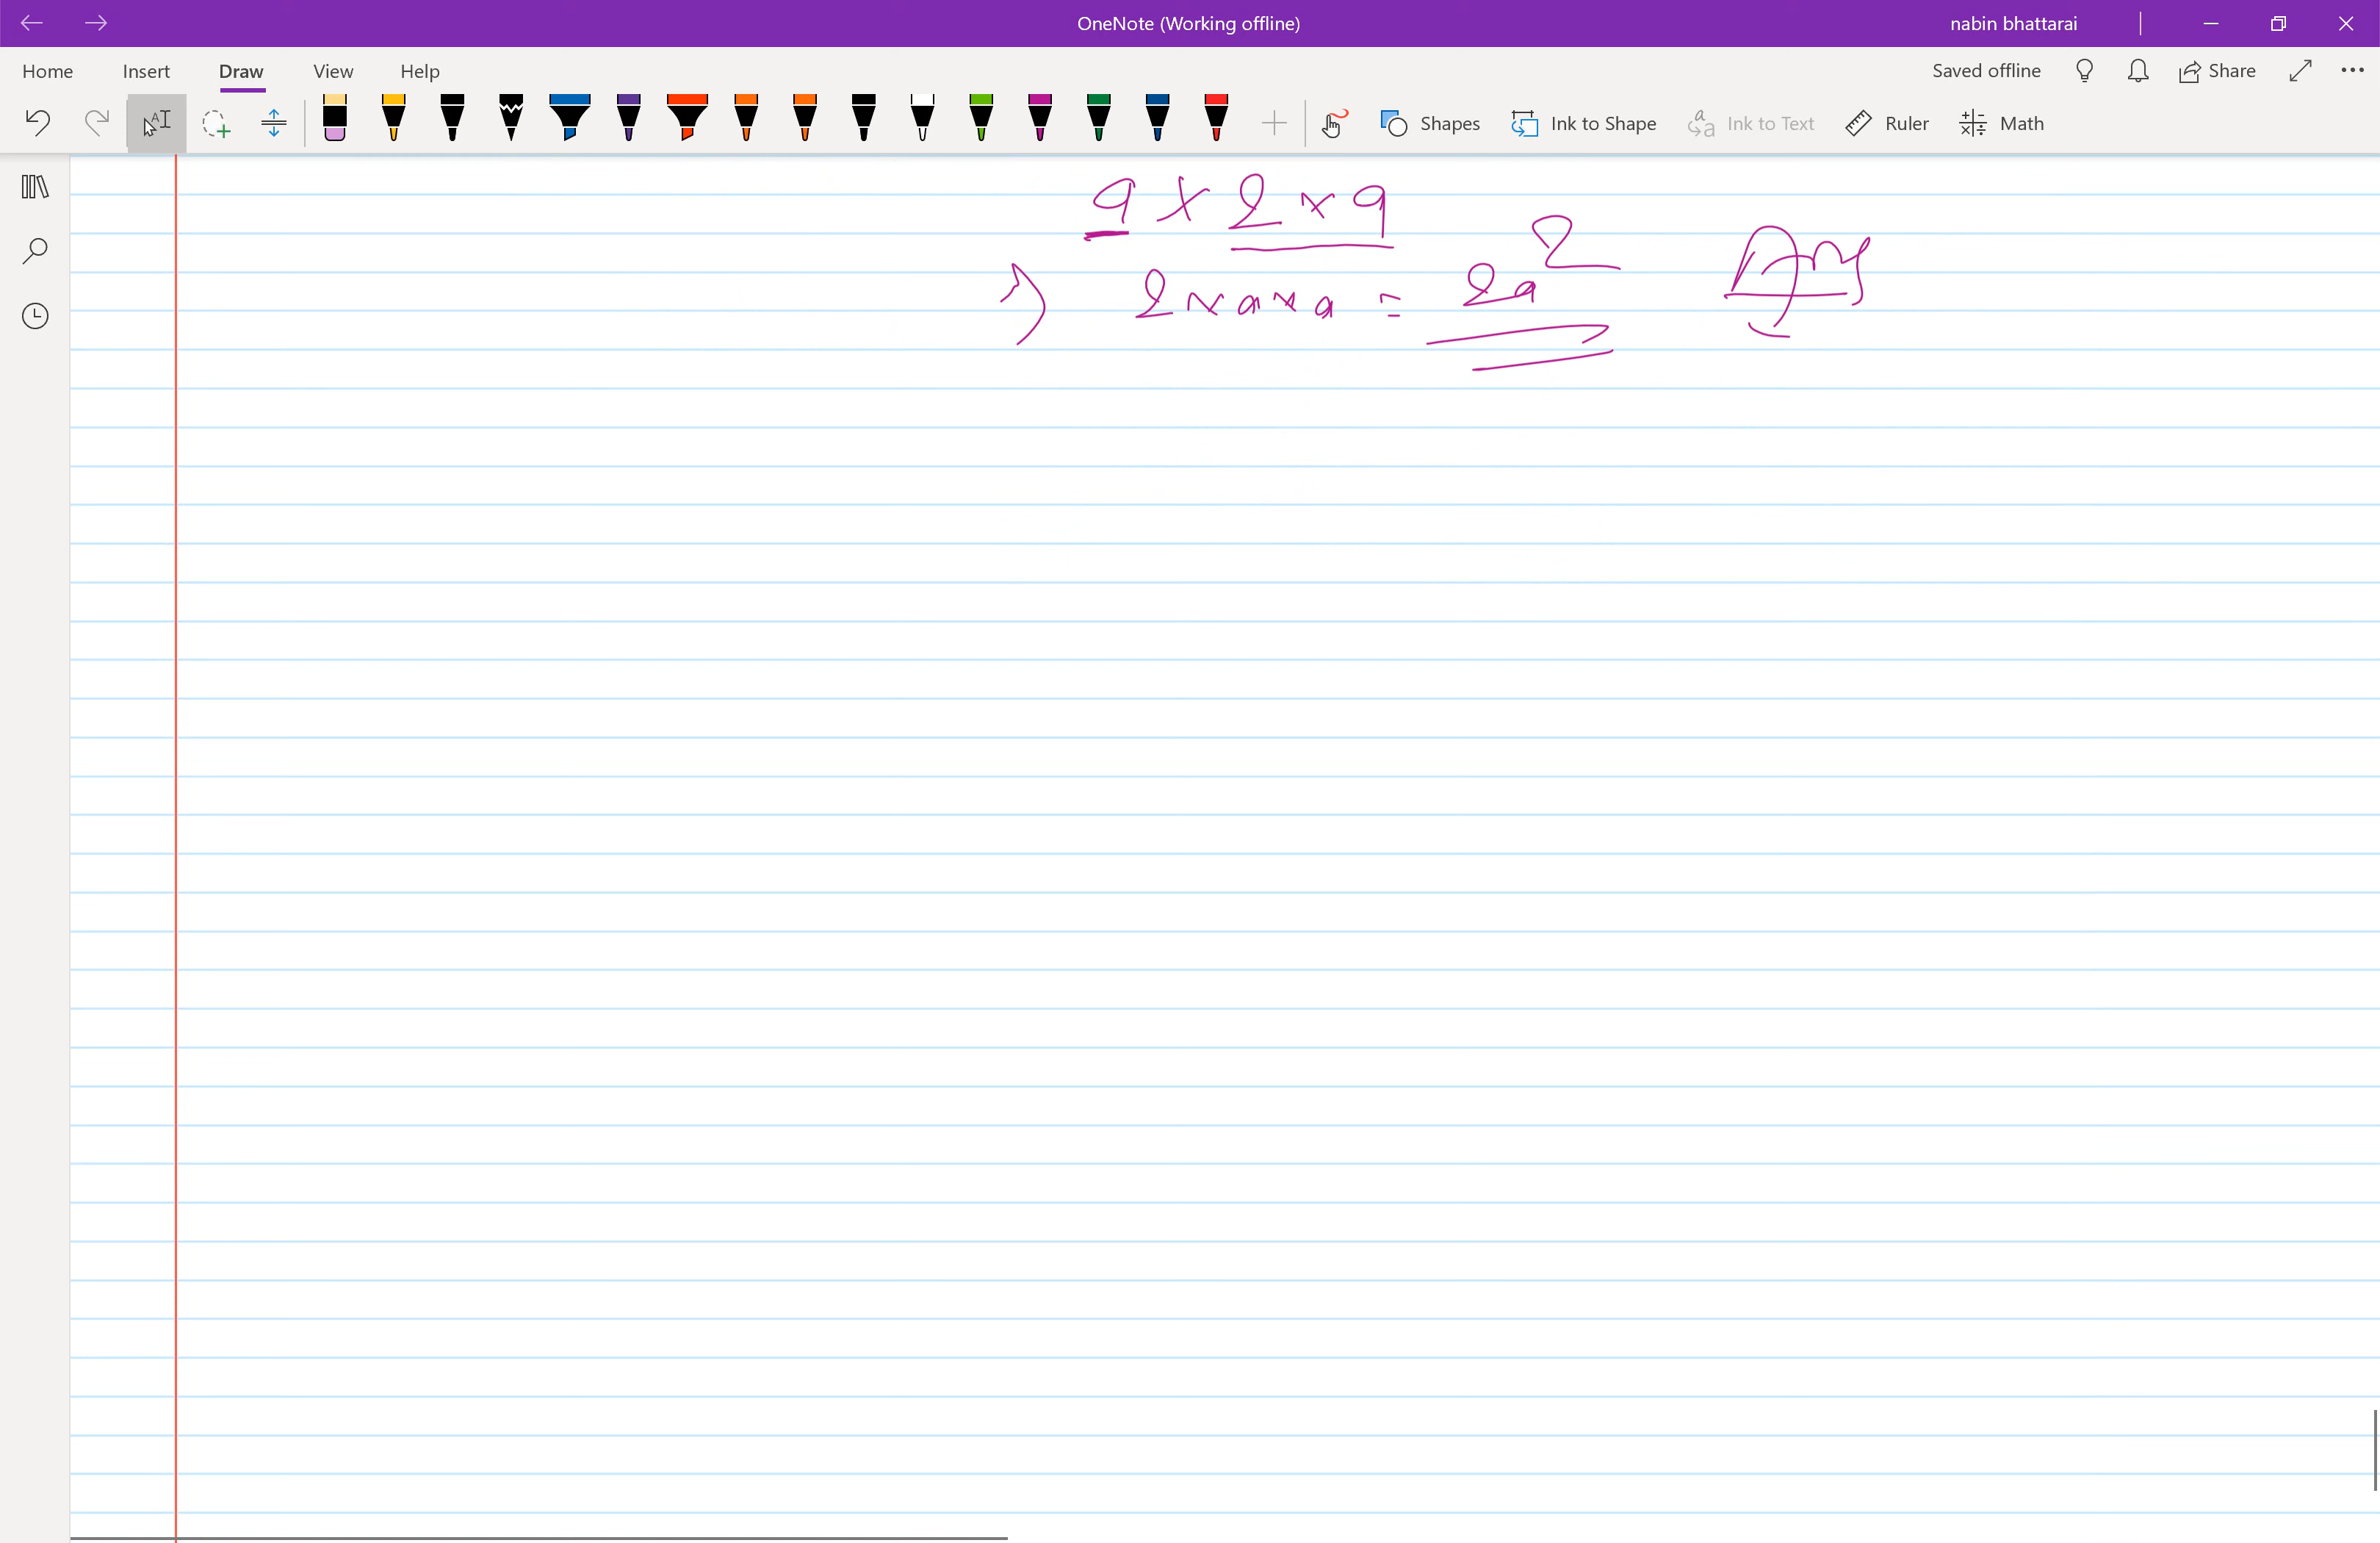 OneNote (Working offline) nabin bhattarai
Home Insert Draw View Help Saved offline Share
Shapes Ink to Shape Ink to Text Ruler Math
a × 2 × a
⇒ 2 × a × a = 2a² Ans